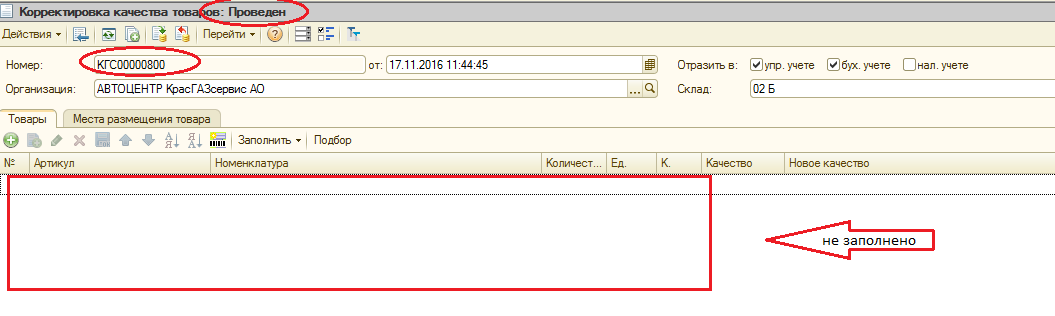 Корректировка качества товаров: Проведен
Действия Перейти
Номер: КГС00000800 от: 17.11.2016 11:44:45 Отразить в: упр. учете бух. учете нал. учете
Организация: АВТОЦЕНТР КрасГАЗсервис АО ... Склад: 02 Б
Товары Места размещения товара
Заполнить Подбор
№ Артикул Номенклатура Количест... Ед. К. Качество Новое качество
не заполнено